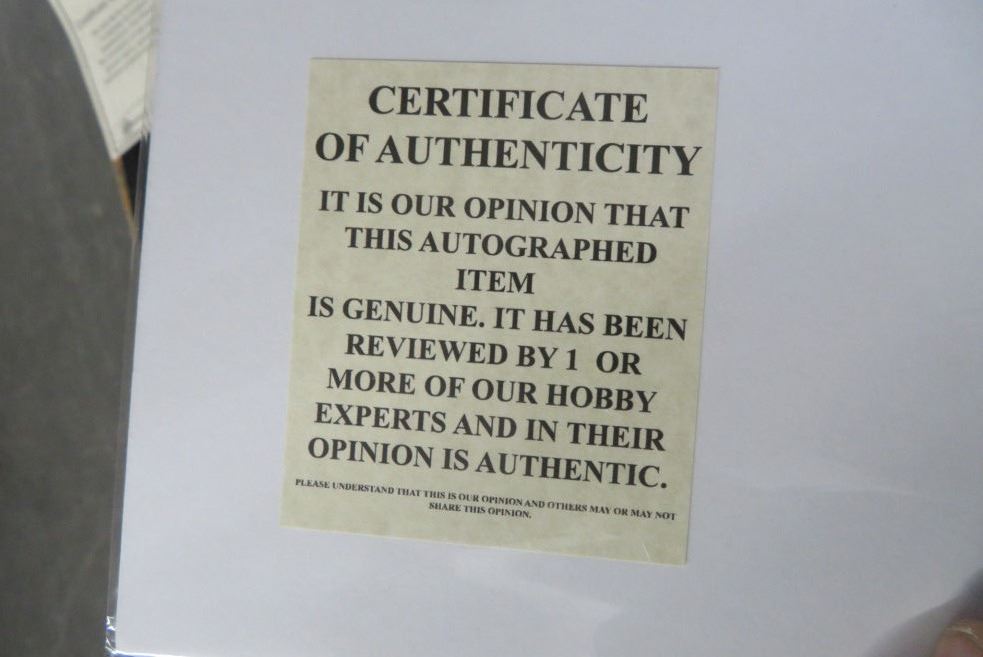 CERTIFICATE
OF AUTHENTICITY
IT IS OUR OPINION THAT
THIS AUTOGRAPHED
ITEM
IS GENUINE. IT HAS BEEN
REVIEWED BY 1 OR
MORE OF OUR HOBBY
EXPERTS AND IN THEIR
OPINION IS AUTHENTIC.
PLEASE UNDERSTAND THAT THIS IS OUR OPINION AND OTHERS MAY OR MAY NOT
SHARE THIS OPINION.